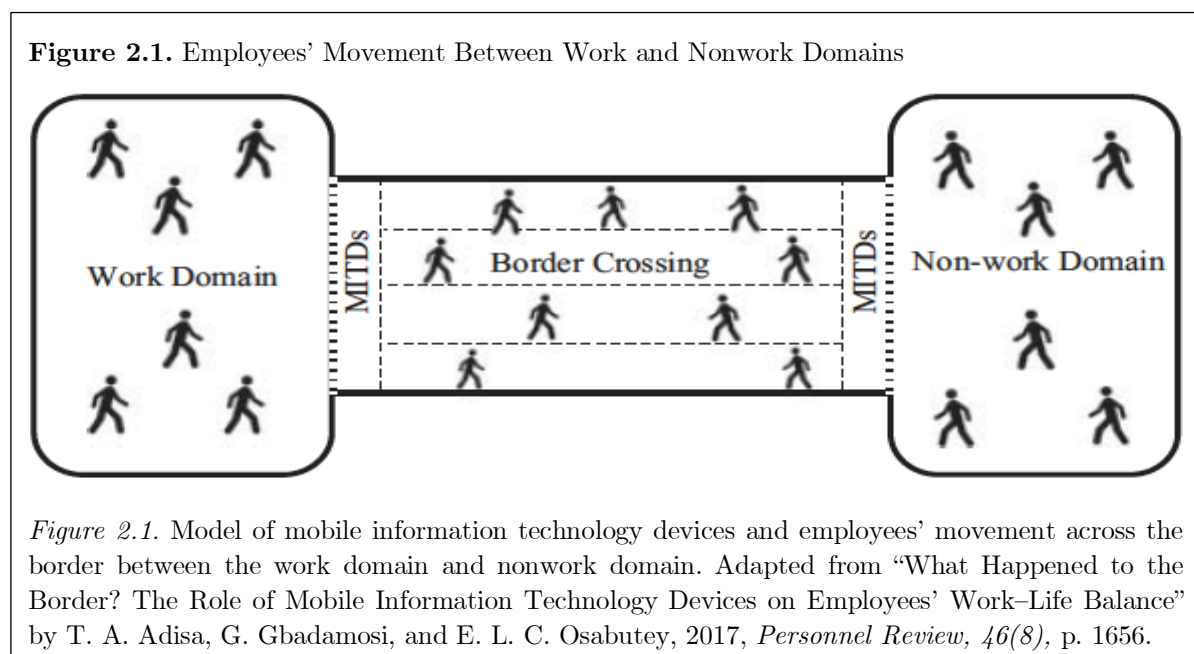 Figure 2.1. Employees’ Movement Between Work and Nonwork Domains
Work Domain
MITDs
Border Crossing
MITDs
Non-work Domain
Figure 2.1. Model of mobile information technology devices and employees’ movement across the
border between the work domain and nonwork domain. Adapted from “What Happened to the
Border? The Role of Mobile Information Technology Devices on Employees’ Work–Life Balance”
by T. A. Adisa, G. Gbadamosi, and E. L. C. Osabutey, 2017, Personnel Review, 46(8), p. 1656.